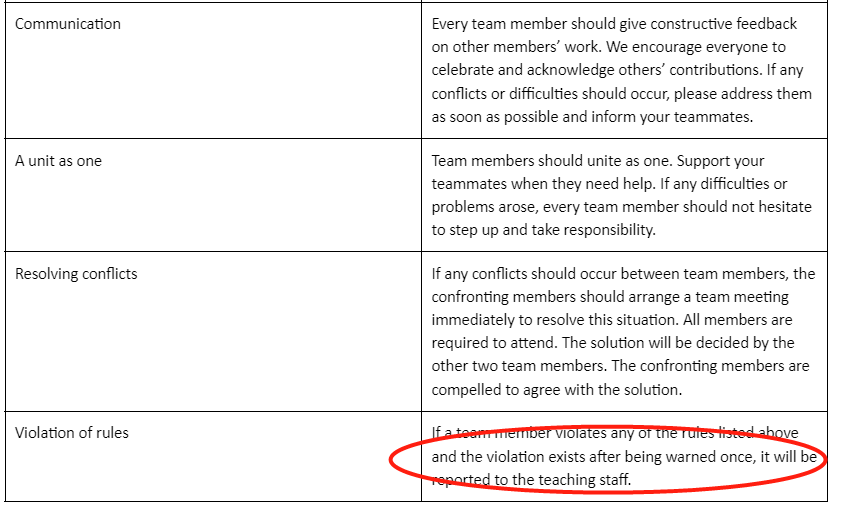 Communication
Every team member should give constructive feedback
on other members' work. We encourage everyone to
celebrate and acknowledge others' contributions. If any
conflicts or difficulties should occur, please address them
as soon as possible and inform your teammates.
A unit as one
Team members should unite as one. Support your
teammates when they need help. If any difficulties or
problems arose, every team member should not hesitate
to step up and take responsibility.
Resolving conflicts
If any conflicts should occur between team members, the
confronting members should arrange a team meeting
immediately to resolve this situation. All members are
required to attend. The solution will be decided by the
other two team members. The confronting members are
compelled to agree with the solution.
Violation of rules
If a team member violates any of the rules listed above
and the violation exists after being warned once, it will be
reported to the teaching staff.